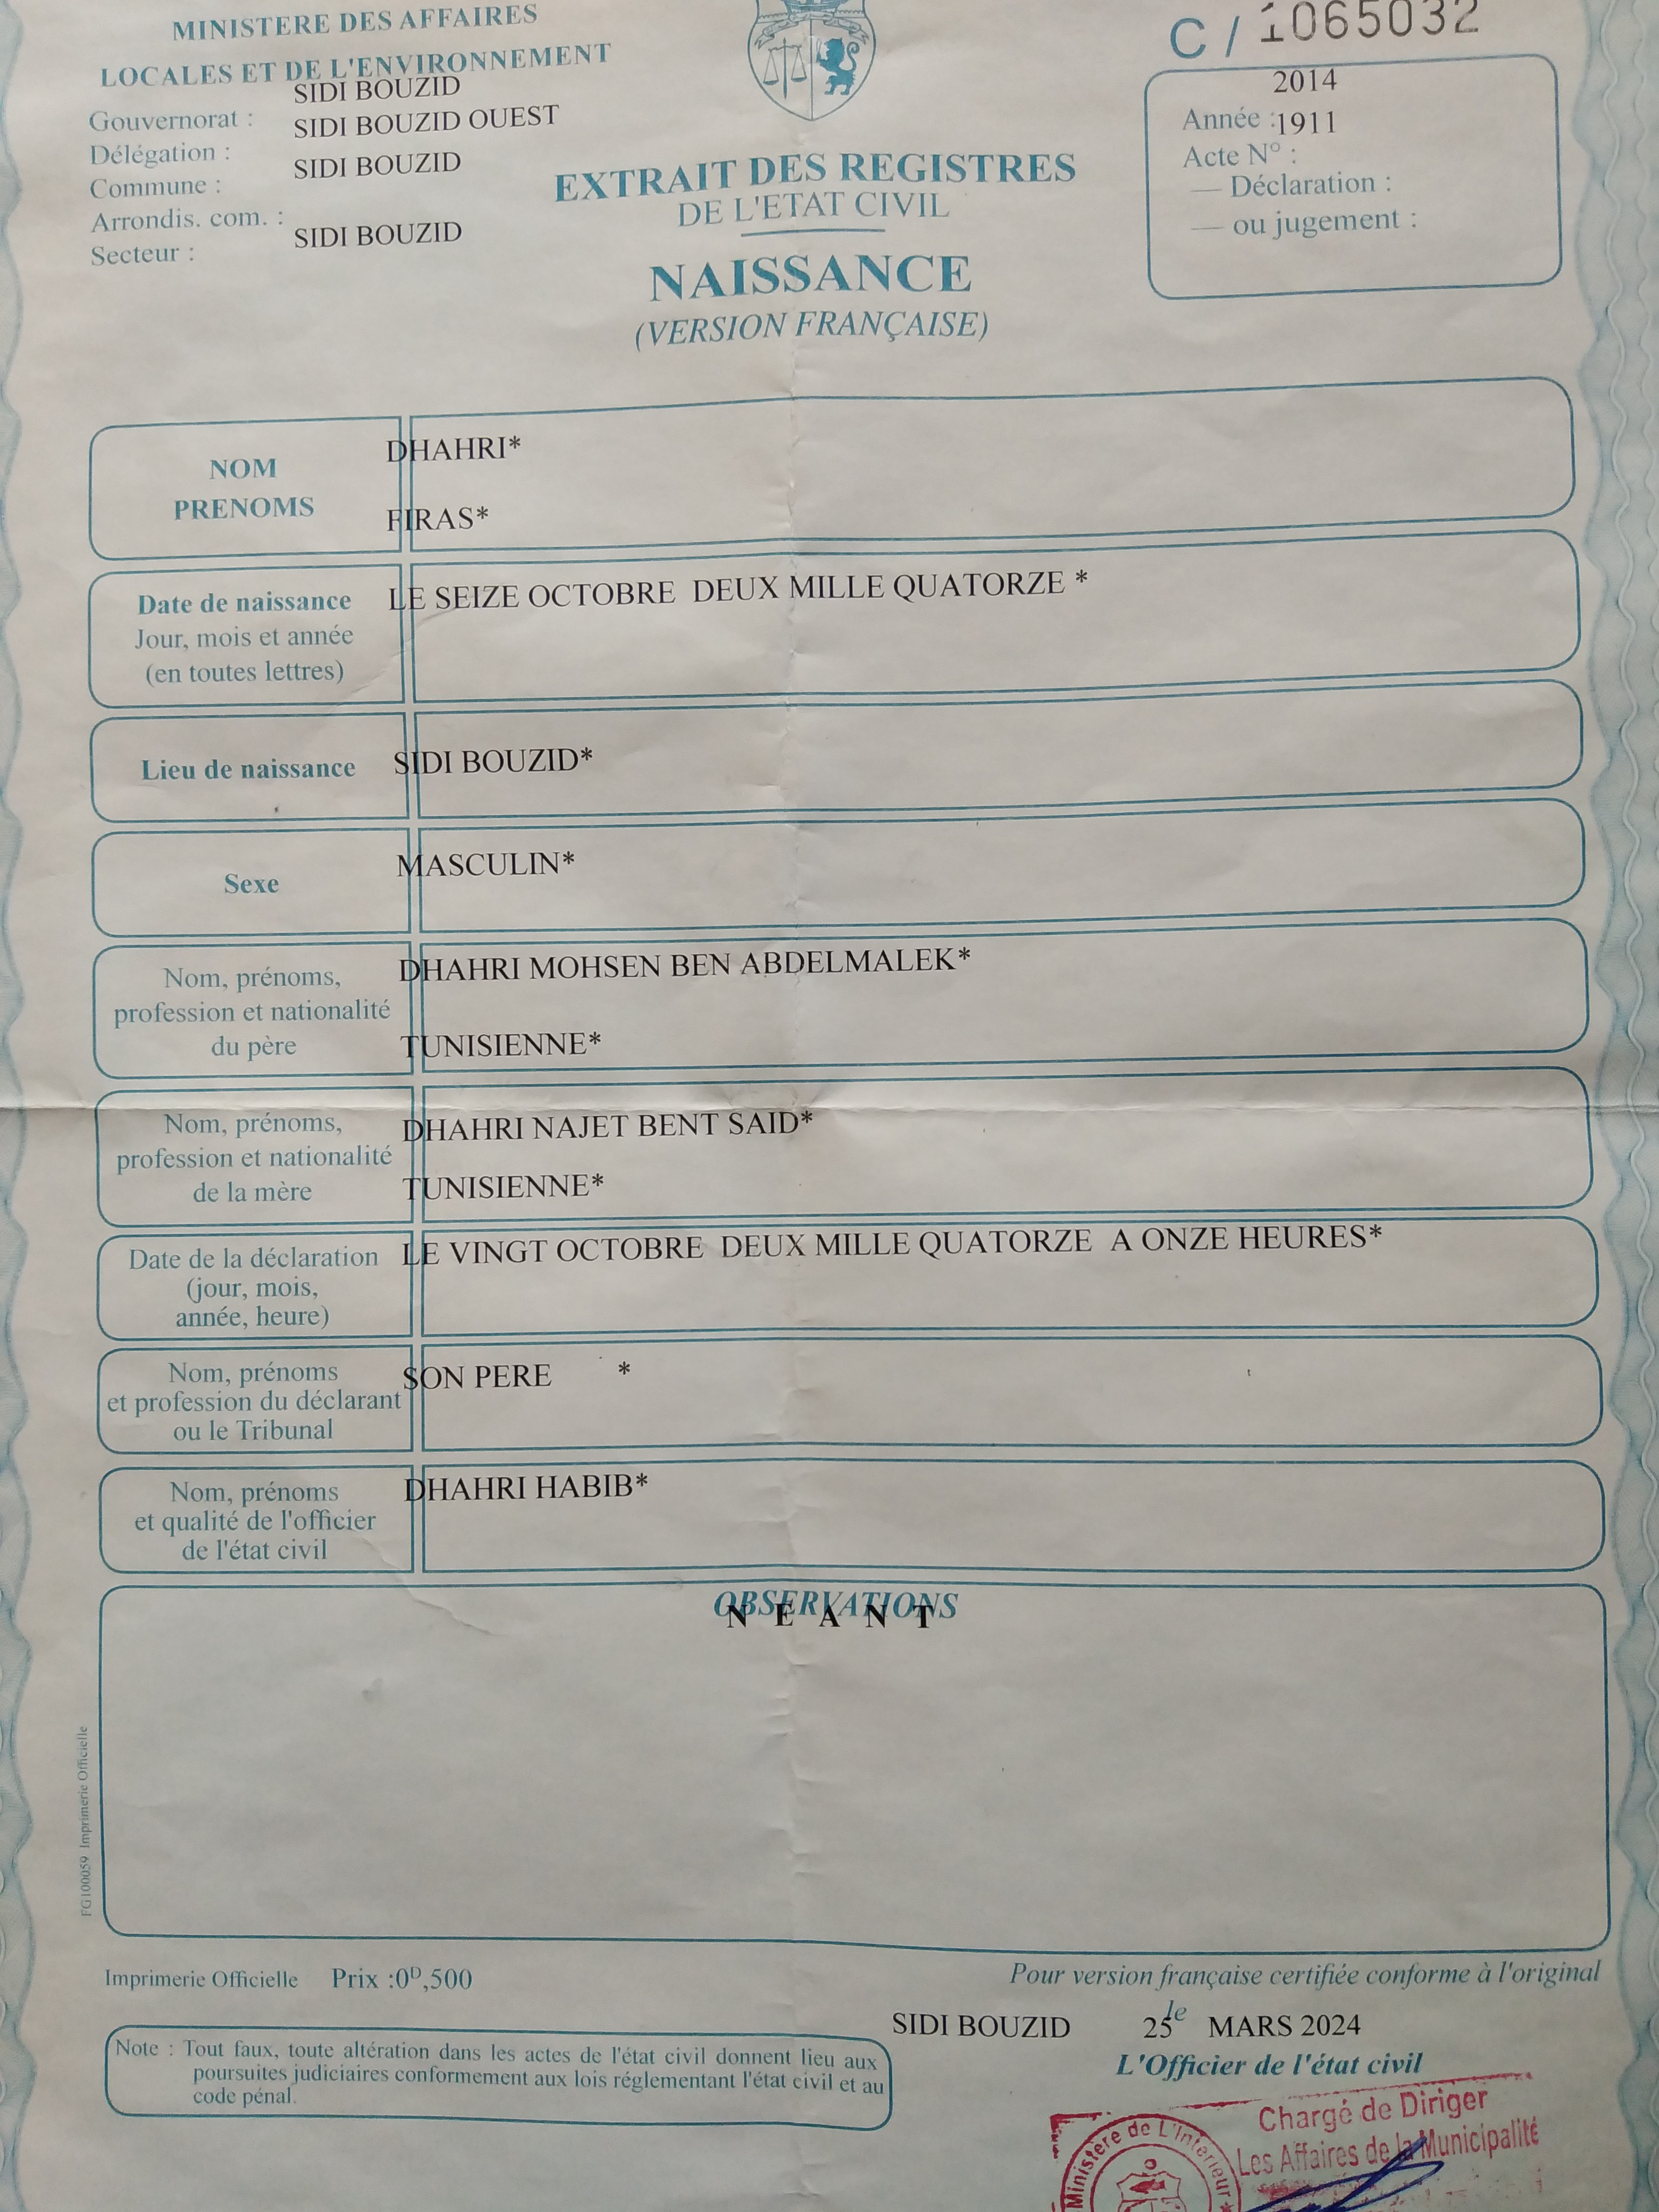 MINISTERE DES AFFAIRES
LOCALES ET DE L'ENVIRONNEMENT
SIDI BOUZID
Gouvernorat :
SIDI BOUZID OUEST
Délégation :
SIDI BOUZID
Commune :
Arrondis. com. :
SIDI BOUZID
Secteur :
C / 1065032
2014
Année :
1911
Acte N° :
— Déclaration :
— ou jugement :
EXTRAIT DES REGISTRES
DE L'ETAT CIVIL
NAISSANCE
(VERSION FRANÇAISE)
NOM
PRENOMS
DHAHRI*
FIRAS*
Date de naissance
Jour, mois et année
(en toutes lettres)
LE SEIZE OCTOBRE DEUX MILLE QUATORZE *
Lieu de naissance
SIDI BOUZID*
Sexe
MASCULIN*
Nom, prénoms,
profession et nationalité
du père
DHAHRI MOHSEN BEN ABDELMALEK*
TUNISIENNE*
Nom, prénoms,
profession et nationalité
de la mère
DHAHRI NAJET BENT SAID*
TUNISIENNE*
Date de la déclaration
(jour, mois,
année, heure)
LE VINGT OCTOBRE DEUX MILLE QUATORZE A ONZE HEURES*
Nom, prénoms
et profession du déclarant
ou le Tribunal
SON PERE *
Nom, prénoms
et qualité de l'officier
de l'état civil
DHAHRI HABIB*
OBSERVATIONS
N E A N T
FG100059 Imprimerie Officielle
Imprimerie Officielle Prix :0ᴰ,500
Pour version française certifiée conforme à l'original
SIDI BOUZID le 25 MARS 2024
L'Officier de l'état civil
Note : Tout faux, toute altération dans les actes de l'état civil donnent lieu aux
poursuites judiciaires conformement aux lois réglementant l'état civil et au
code pénal.
Chargé de Diriger
Les Affaires de la Municipalité
Ministère de L'Intérieur